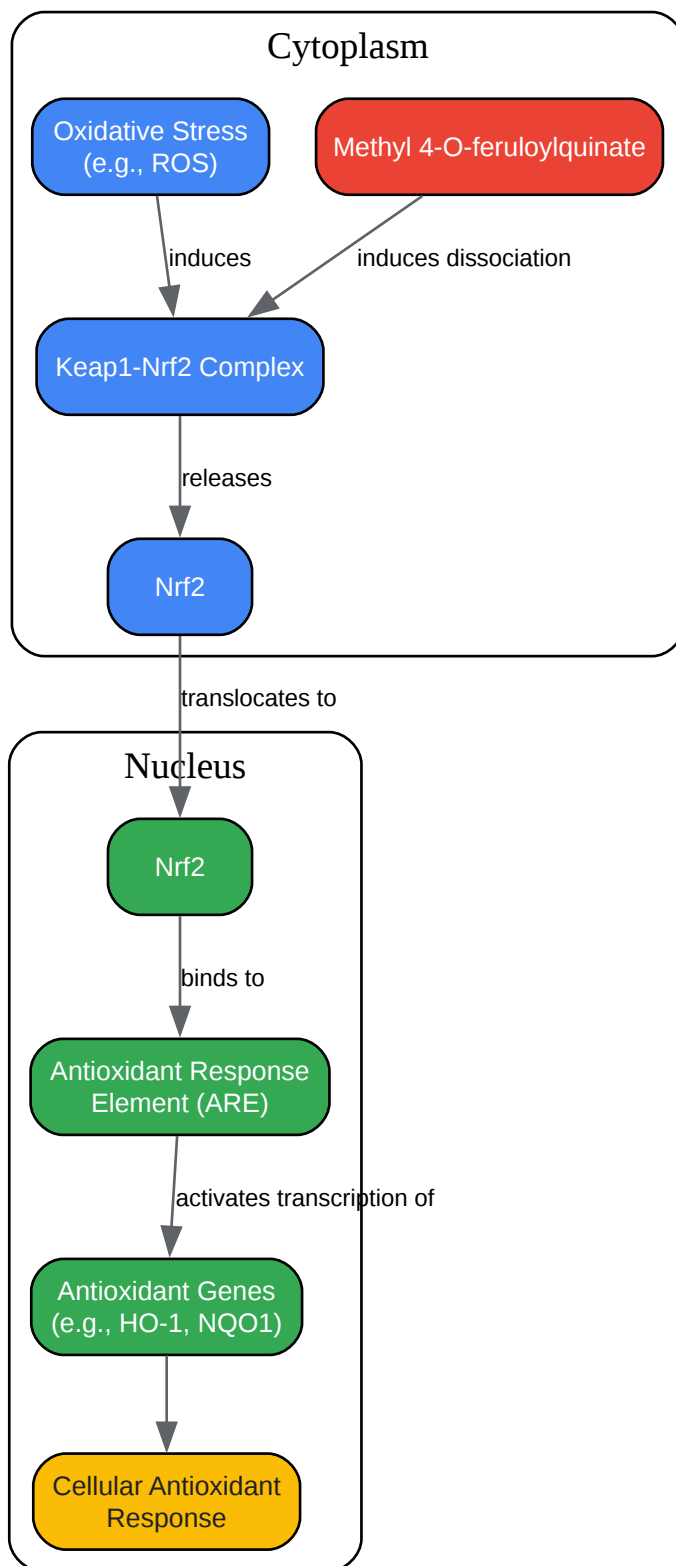 Cytoplasm
Oxidative Stress
(e.g., ROS)
Methyl 4-O-feruloylquinate
induces
induces dissociation
Keap1-Nrf2 Complex
releases
Nrf2
translocates to
Nucleus
Nrf2
binds to
Antioxidant Response
Element (ARE)
activates transcription of
Antioxidant Genes
(e.g., HO-1, NQO1)
Cellular Antioxidant
Response